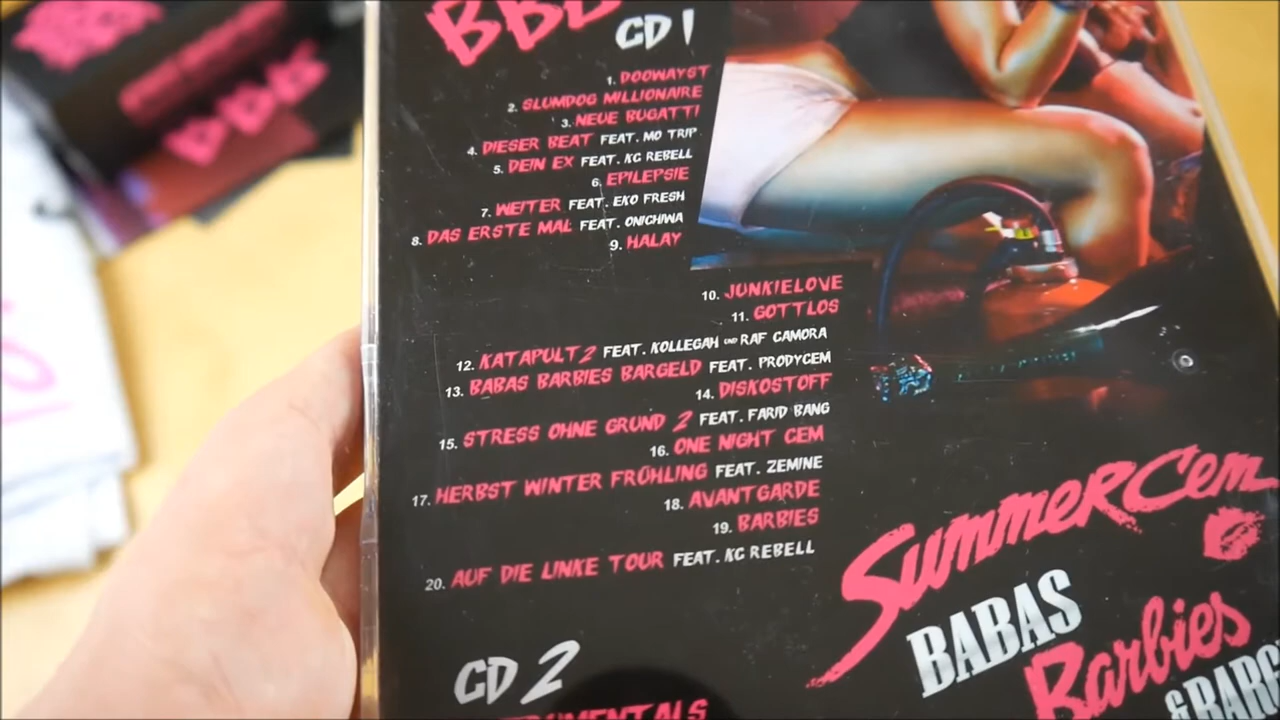 BBB
CD 1
1. DOOWAYST
2. SLUMDOG MILLIONAIRE
3. NEUE BUGATTI
4. DIESER BEAT FEAT. MO TRIP
5. DEIN EX FEAT. KC REBELL
6. EPILEPSIE
7. WEITER FEAT. EKO FRESH
8. DAS ERSTE MAL FEAT. ONICHIWA
9. HALAY
10. JUNKIELOVE
11. GOTTLOS
12. KATAPULT 2 FEAT. KOLLEGAH UND RAF CAMORA
13. BABAS BARBIES BARGELD FEAT. PRODYCEM
14. DISKOSTOFF
15. STRESS OHNE GRUND 2 FEAT. FARID BANG
16. ONE NIGHT CEM
17. HERBST WINTER FRÜHLING FEAT. ZEMINE
18. AVANTGARDE
19. BARBIES
20. AUF DIE LINKE TOUR FEAT. KC REBELL
CD 2
TRUMENTALS
SummerCem
BABAS
Barbies
& BARG